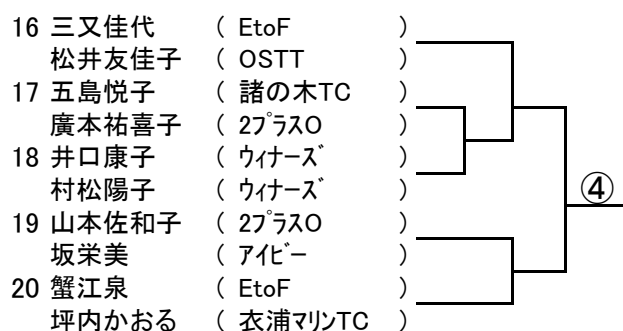 16 三又佳代 ( EtoF )
松井友佳子 ( OSTT )
17 五島悦子 ( 諸の木TC )
廣本祐喜子 ( 2プラスO )
18 井口康子 ( ウィナーズ )
村松陽子 ( ウィナーズ )
④
19 山本佐和子 ( 2プラスO )
坂栄美 ( アイビー )
20 蟹江泉 ( EtoF )
坪内かおる ( 衣浦マリンTC )